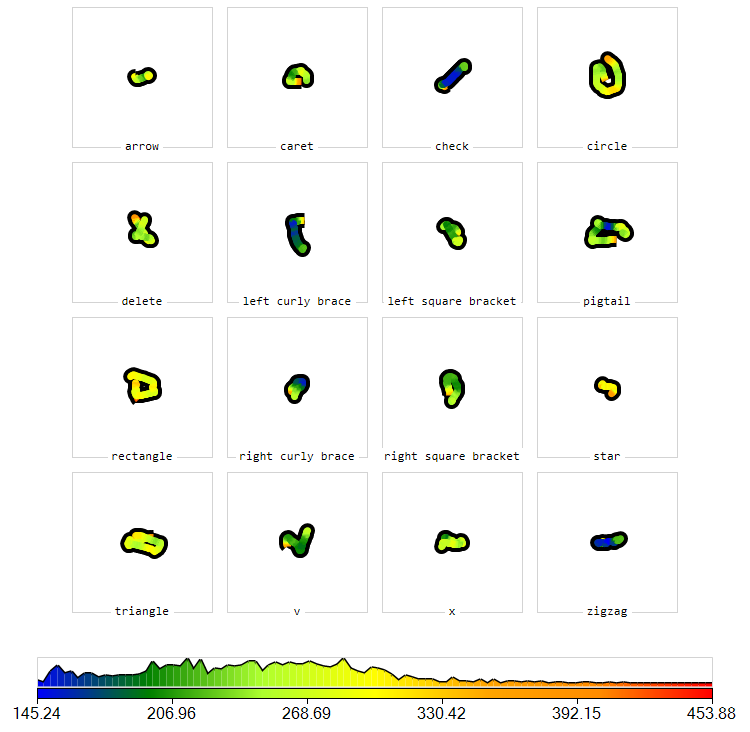 arrow caret check circle
delete left curly brace left square bracket pigtail
rectangle right curly brace right square bracket star
triangle v x zigzag
145.24 206.96 268.69 330.42 392.15 453.88